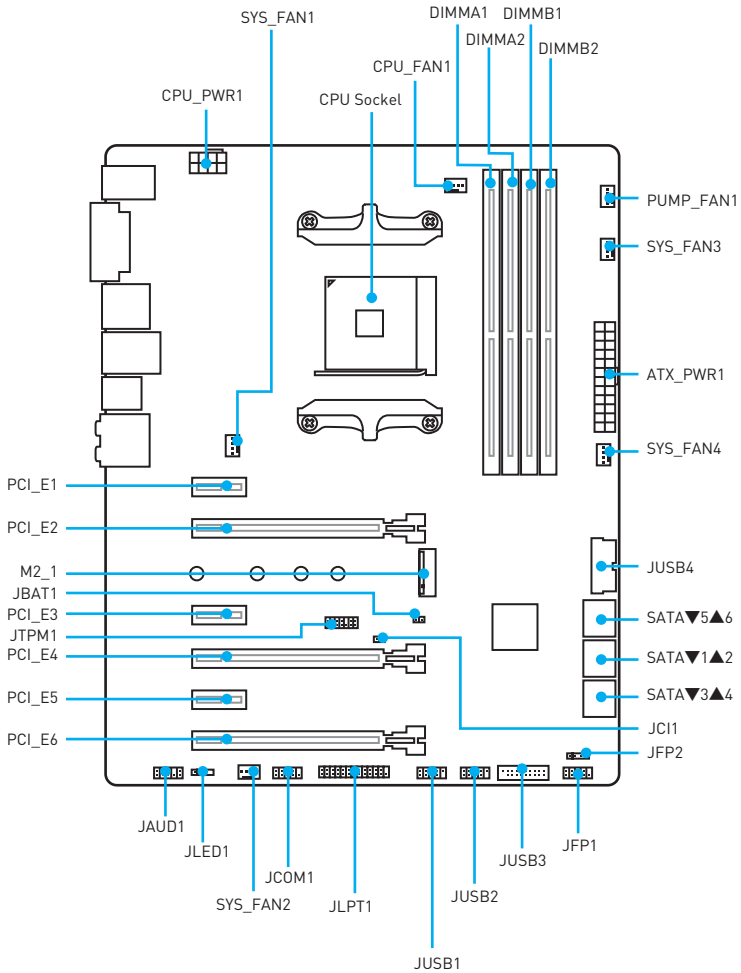 SYS_FAN1
DIMMA1
DIMMB1
DIMMA2
DIMMB2
CPU_FAN1
CPU_PWR1
CPU Sockel
PUMP_FAN1
SYS_FAN3
ATX_PWR1
SYS_FAN4
PCI_E1
PCI_E2
M2_1
JUSB4
JBAT1
PCI_E3
SATA▼5▲6
JTPM1
PCI_E4
SATA▼1▲2
PCI_E5
SATA▼3▲4
JCI1
PCI_E6
JFP2
JAUD1
JLED1
JFP1
JUSB3
JCOM1
JUSB2
SYS_FAN2
JLPT1
JUSB1